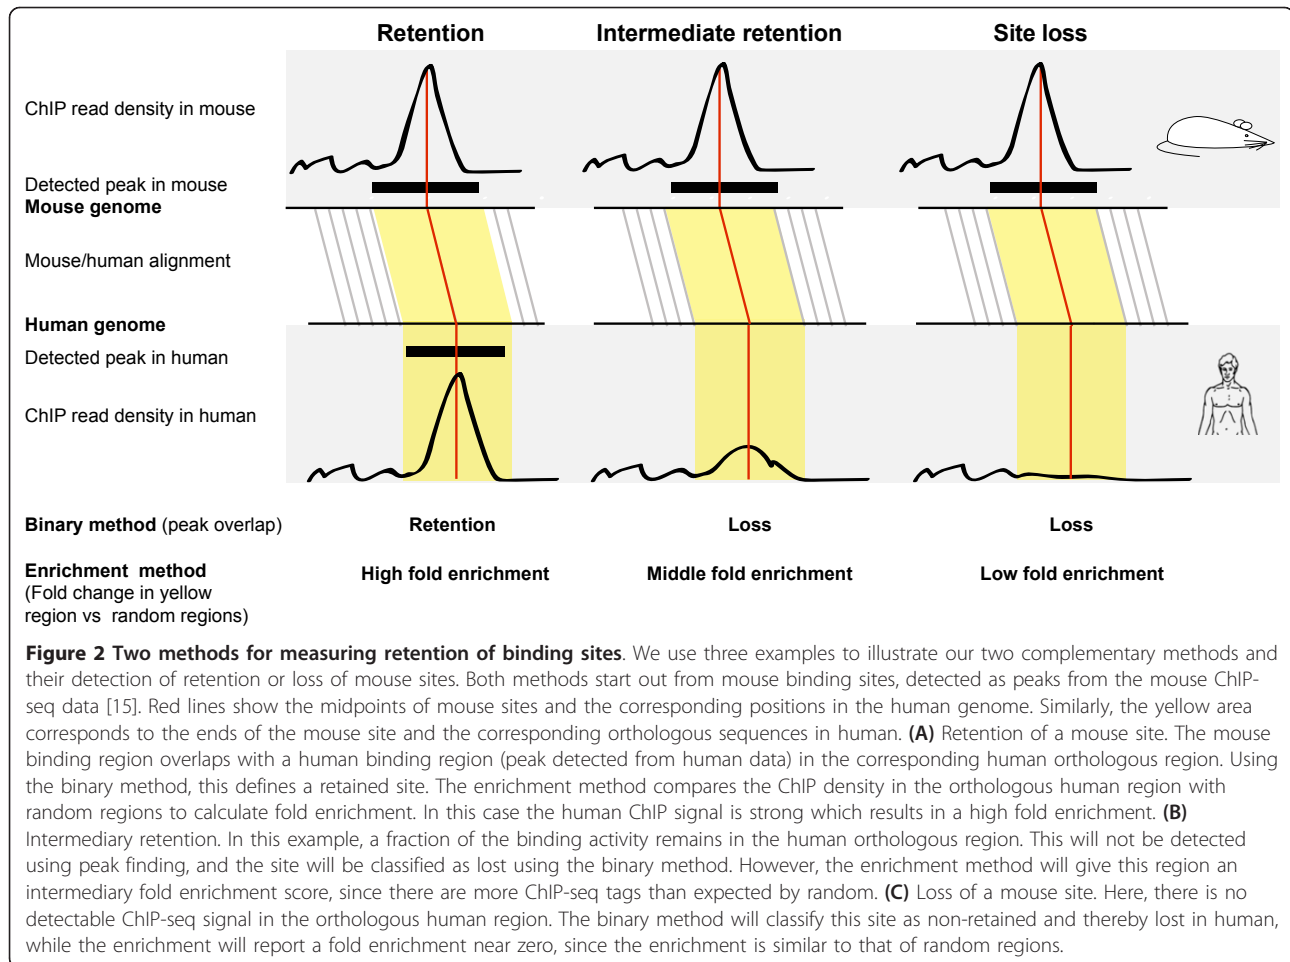 Retention Intermediate retention Site loss
ChIP read density in mouse
Detected peak in mouse
Mouse genome
Mouse/human alignment
Human genome
Detected peak in human
ChIP read density in human
Binary method (peak overlap) Retention Loss Loss
Enrichment method High fold enrichment Middle fold enrichment Low fold enrichment
(Fold change in yellow
region vs random regions)
Figure 2 Two methods for measuring retention of binding sites. We use three examples to illustrate our two complementary methods and
their detection of retention or loss of mouse sites. Both methods start out from mouse binding sites, detected as peaks from the mouse ChIP-
seq data [15]. Red lines show the midpoints of mouse sites and the corresponding positions in the human genome. Similarly, the yellow area
corresponds to the ends of the mouse site and the corresponding orthologous sequences in human. (A) Retention of a mouse site. The mouse
binding region overlaps with a human binding region (peak detected from human data) in the corresponding human orthologous region. Using
the binary method, this defines a retained site. The enrichment method compares the ChIP density in the orthologous human region with
random regions to calculate fold enrichment. In this case the human ChIP signal is strong which results in a high fold enrichment. (B)
Intermediary retention. In this example, a fraction of the binding activity remains in the human orthologous region. This will not be detected
using peak finding, and the site will be classified as lost using the binary method. However, the enrichment method will give this region an
intermediary fold enrichment score, since there are more ChIP-seq tags than expected by random. (C) Loss of a mouse site. Here, there is no
detectable ChIP-seq signal in the orthologous human region. The binary method will classify this site as non-retained and thereby lost in human,
while the enrichment will report a fold enrichment near zero, since the enrichment is similar to that of random regions.